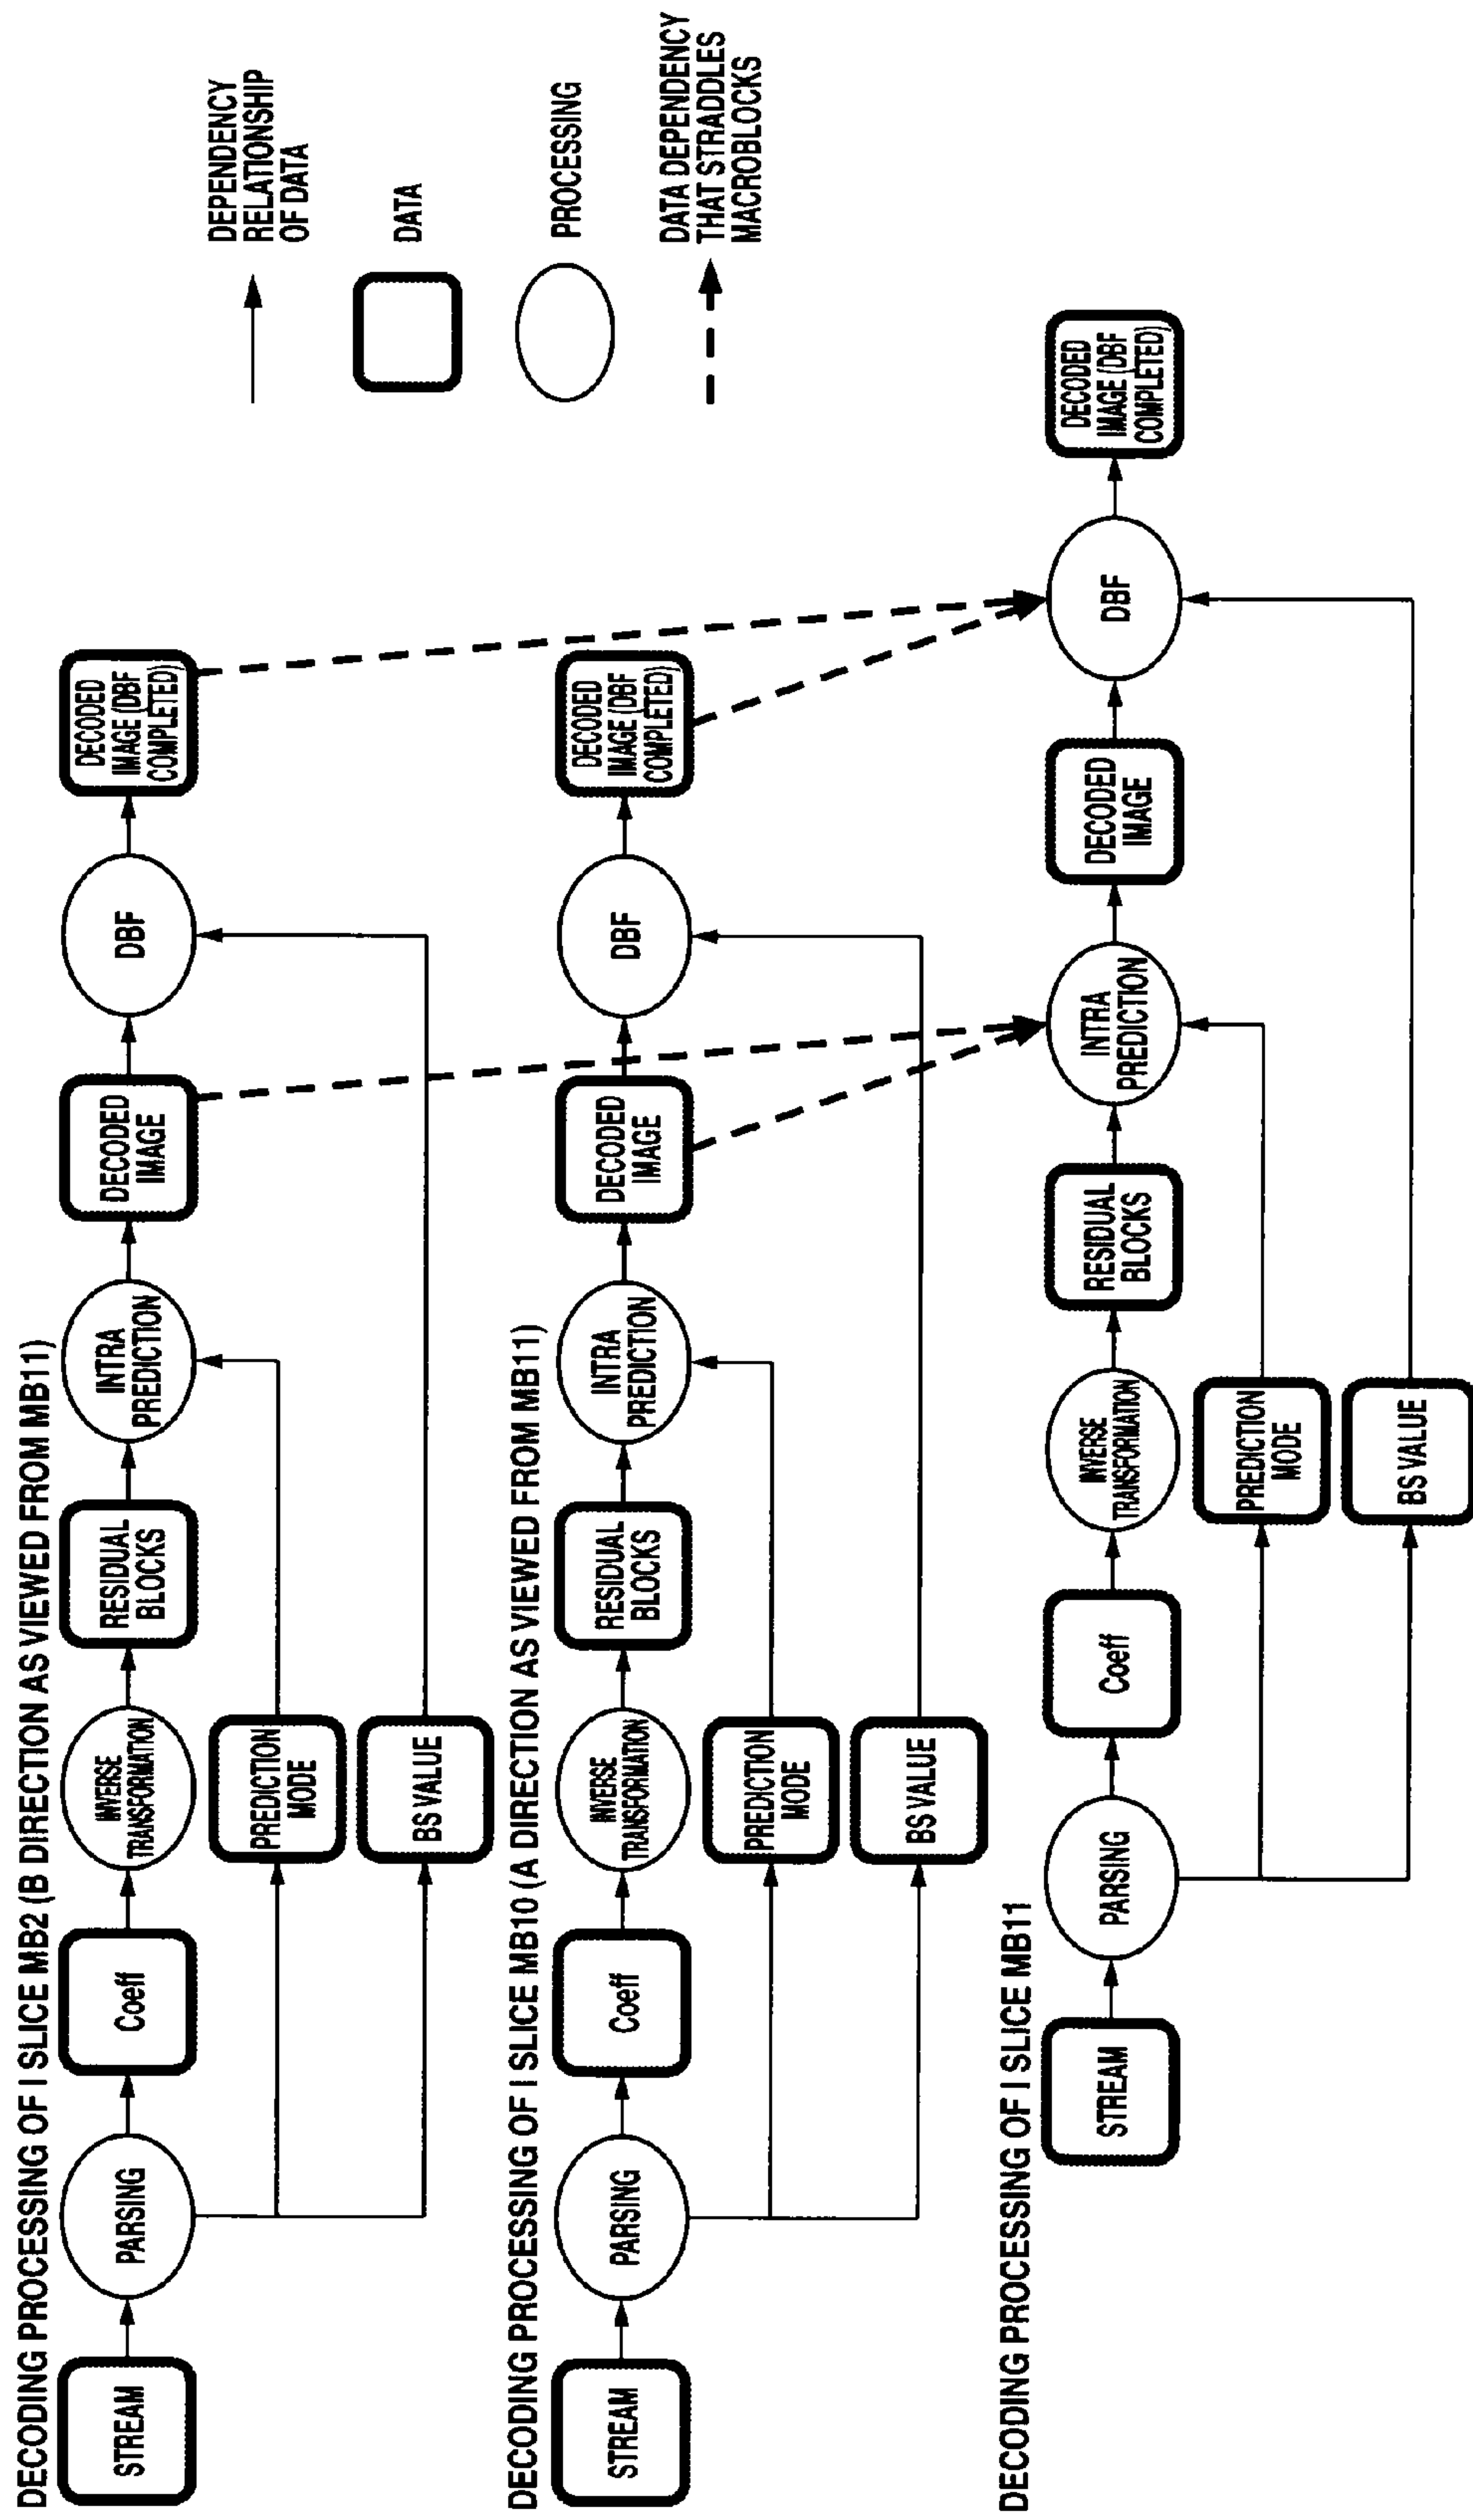 DECODING PROCESSING OF I SLICE MB2 (B DIRECTION AS VIEWED FROM MB11)
STREAM
PARSING
Coeff
INVERSE
TRANSFORMATION
RESIDUAL
BLOCKS
INTRA
PREDICTION
DECODED
IMAGE
DBF
DECODED
IMAGE (DBF
COMPLETED)
PREDICTION
MODE
BS VALUE
DEPENDENCY
RELATIONSHIP
OF DATA
DATA
PROCESSING
DATA DEPENDENCY
THAT STRADDLES
MACROBLOCKS
DECODING PROCESSING OF I SLICE MB10 (A DIRECTION AS VIEWED FROM MB11)
STREAM
PARSING
Coeff
INVERSE
TRANSFORMATION
RESIDUAL
BLOCKS
INTRA
PREDICTION
DECODED
IMAGE
DBF
DECODED
IMAGE (DBF
COMPLETED)
PREDICTION
MODE
BS VALUE
DECODING PROCESSING OF I SLICE MB11
STREAM
PARSING
Coeff
INVERSE
TRANSFORMATION
RESIDUAL
BLOCKS
INTRA
PREDICTION
DECODED
IMAGE
DBF
DECODED
IMAGE (DBF
COMPLETED)
PREDICTION
MODE
BS VALUE